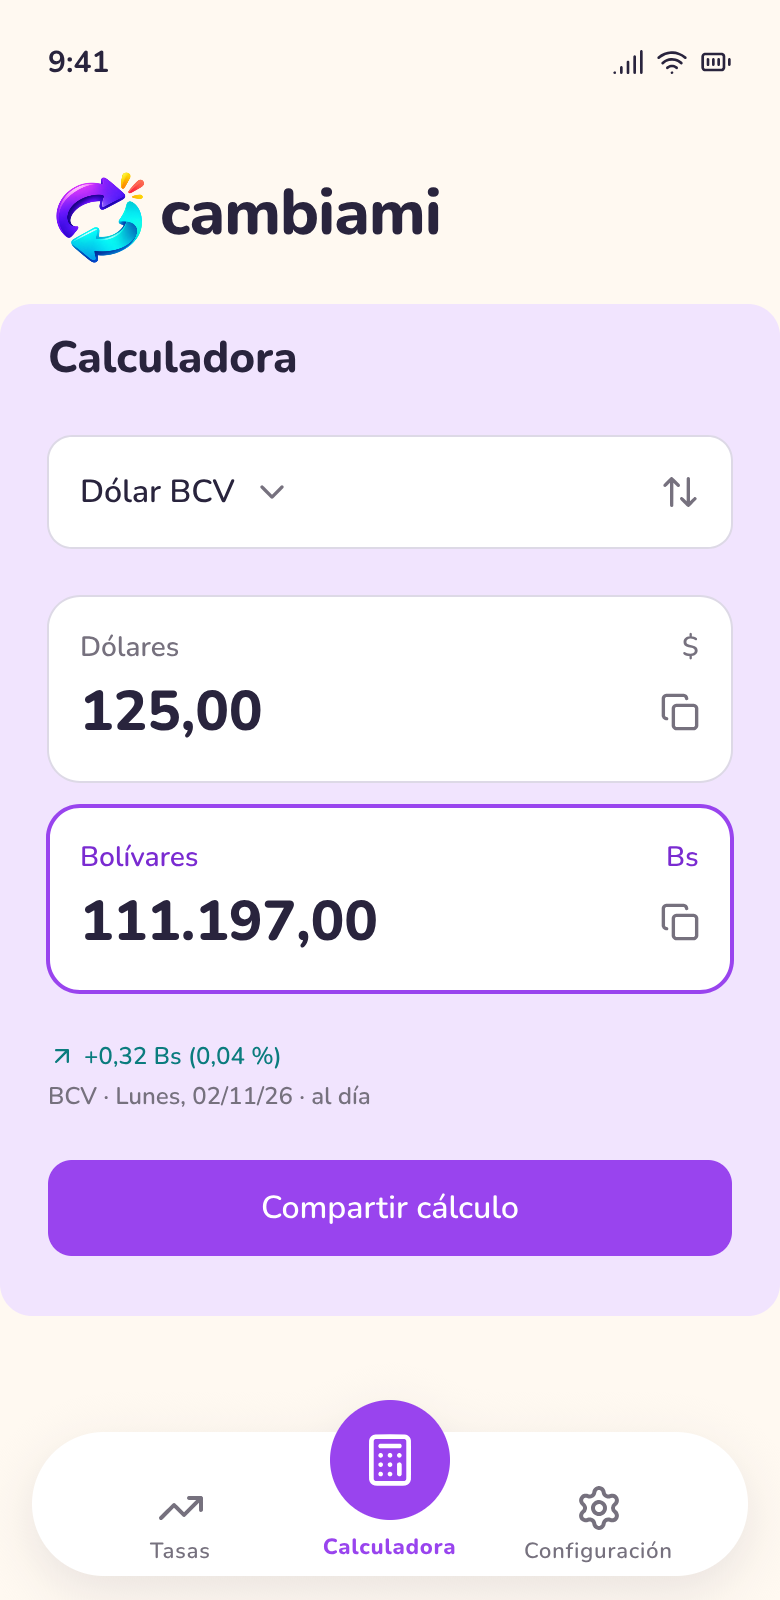 9:41
cambiami
Calculadora
Dólar BCV
Dólares $
125,00
Bolívares Bs
111.197,00
+0,32 Bs (0,04 %)
BCV · Lunes, 02/11/26 · al día
Compartir cálculo
Tasas
Calculadora
Configuración